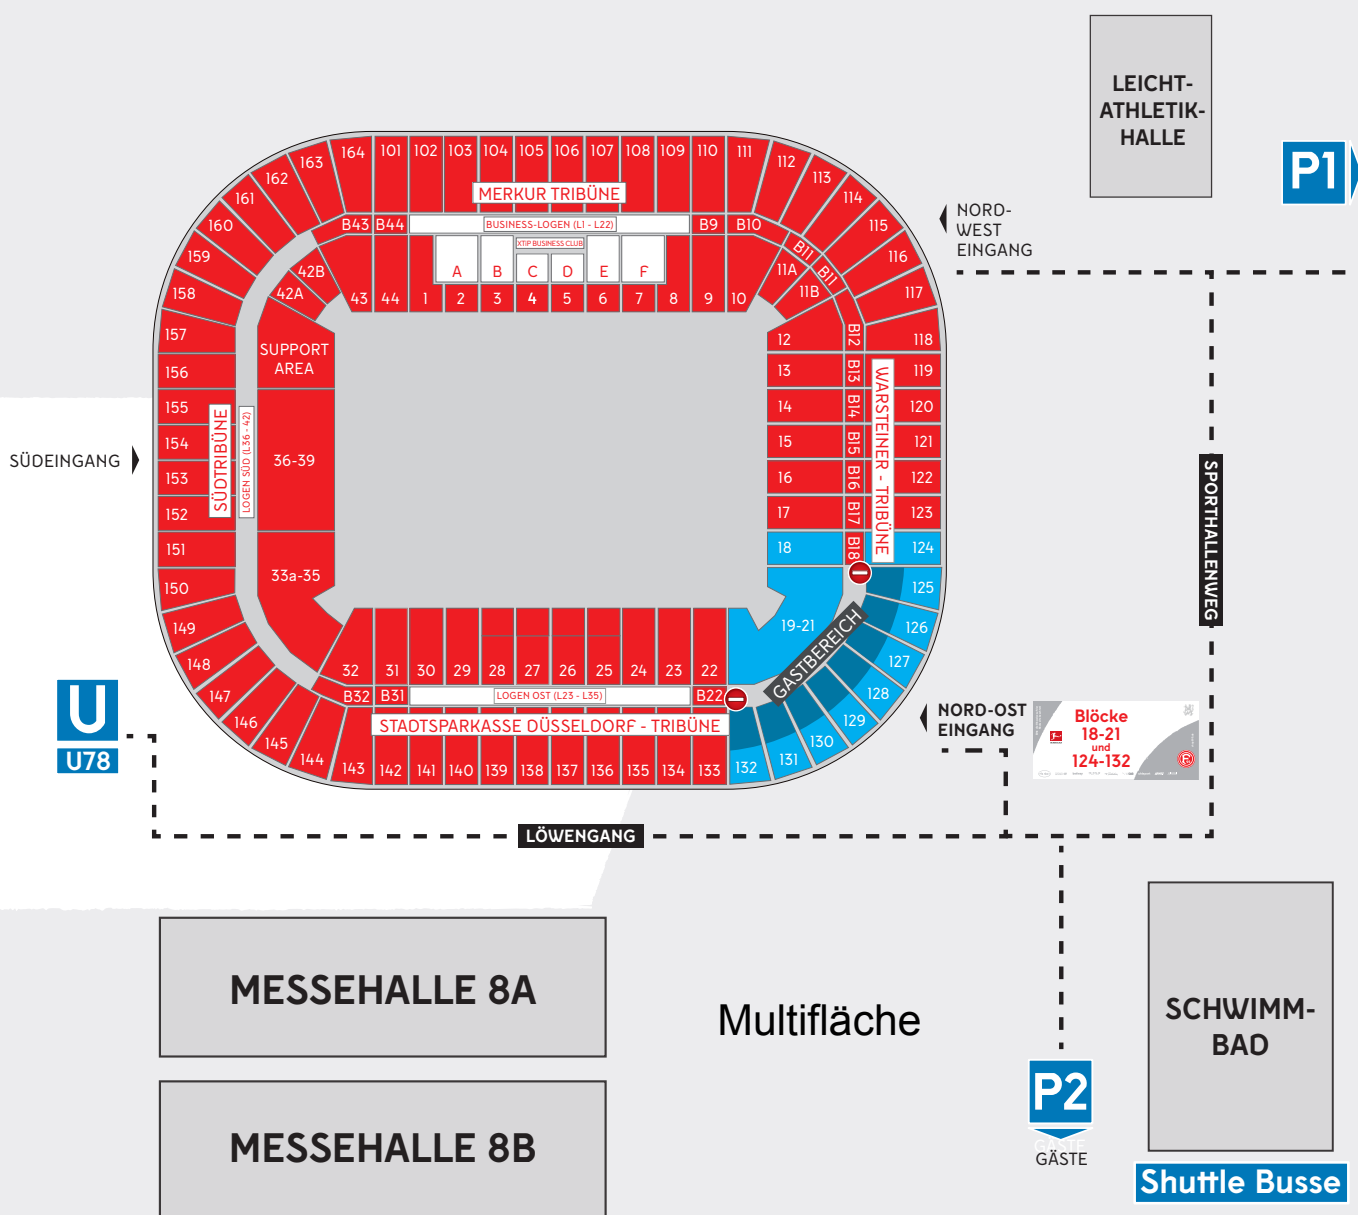 LEICHT-
ATHLETIK-
HALLE
P1
NORD-
WEST
EINGANG
164 101 102 103 104 105 106 107 108 109 110 111 112 113 114 115 116 117 118 119 120 121 122 123 124 125 126 127 128 129 130 131 132
163
162
161
160
159
158
157
156
155
154
153
152
151
150
149
148
147
146
145
144
143 142 141 140 139 138 137 136 135 134 133
MERKUR TRIBÜNE
B43 B44
BUSINESS-LOGEN (L1 - L22)
B9 B10
B11
B11
B12
B13
B14
B15
B16
B17
B18
XTIP BUSINESS CLUB
A B C D E F
42B
42A
43 44 1 2 3 4 5 6 7 8 9 10
11A
11B
12
13
14
15
16
17
18
19-21
SUPPORT
AREA
36-39
33a-35
SÜDTRIBÜNE
LOGEN SÜD (L36 - 42)
WARSTEINER - TRIBÜNE
GASTBEREICH
32 31 30 29 28 27 26 25 24 23 22
B32 B31
LOGEN OST (L23 - L35)
B22
STADTSPARKASSE DÜSSELDORF - TRIBÜNE
SÜDEINGANG
SPORTHALLENWEG
U
U78
NORD-OST
EINGANG
Blöcke
18-21
und
124-132
LÖWENGANG
MESSEHALLE 8A
Multifläche
SCHWIMM-
BAD
P2
GÄSTE
GÄSTE
MESSEHALLE 8B
Shuttle Busse